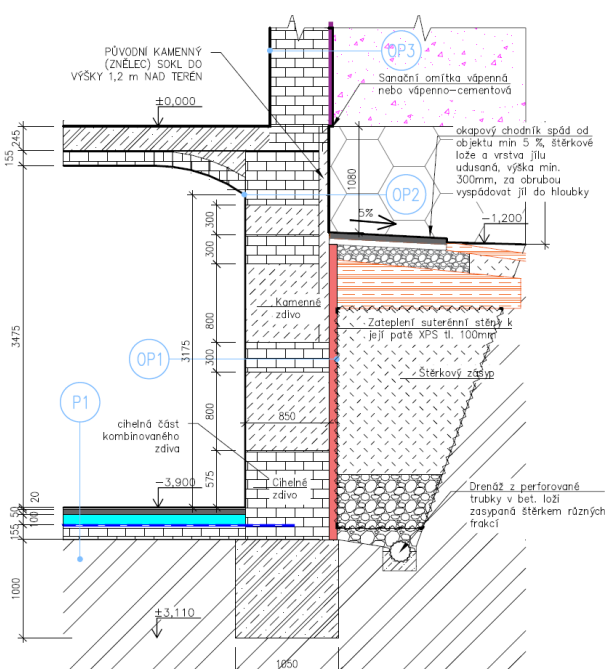 PŮVODNÍ KAMENNÝ
(ZNĚLEC) SOKL DO
VÝŠKY 1,2 m NAD TERÉN
OP3
Sanační omítka vápenná
nebo vápenno-cementová
±0,000
okapový chodník spád od
objektu min 5 %, štěrkové
lože a vrstva jílu
udusaná, výška min.
300mm, za obrubou
vyspádovat jíl do hloubky
245
155
1080
OP2
5%
-1,200
300
300
Kamenné
zdivo
Zateplení suterénní stěny k
její patě XPS tl. 100mm
3475
3175
800
300
OP1
Štěrkový zásyp
P1
800
850
cihelná část
kombinovaného
zdiva
575
Cihelné
zdivo
-3,900
20
50
100
155
Drenáž z perforované
trubky v bet. loži
zasypaná štěrkem různých
frakcí
1000
±3,110
1050